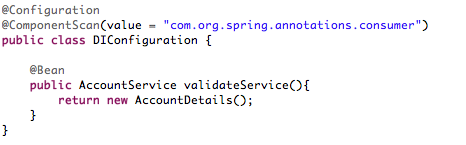 @Configuration
@ComponentScan(value = "com.org.spring.annotations.consumer")
public class DIConfiguration {
@Bean
public AccountService validateService(){
return new AccountDetails();
}
}